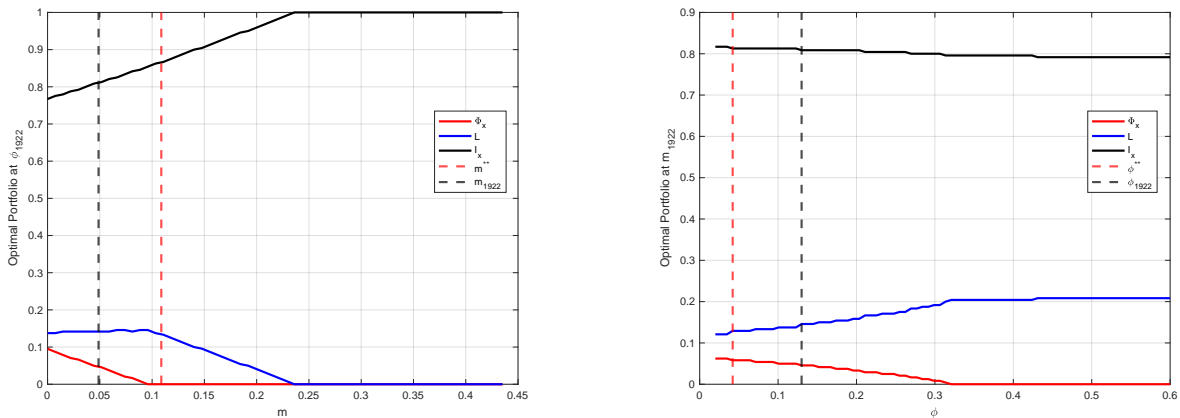 Optimal Portfolio at ϕ1922
1
0.9
0.8
0.7
0.6
0.5
0.4
0.3
0.2
0.1
0
0 0.05 0.1 0.15 0.2 0.25 0.3 0.35 0.4 0.45
m
Φx
L
Ix
m**
m1922
Optimal Portfolio at m1922
0.9
0.8
0.7
0.6
0.5
0.4
0.3
0.2
0.1
0
0 0.1 0.2 0.3 0.4 0.5 0.6
ϕ
Φx
L
Ix
ϕ**
ϕ1922